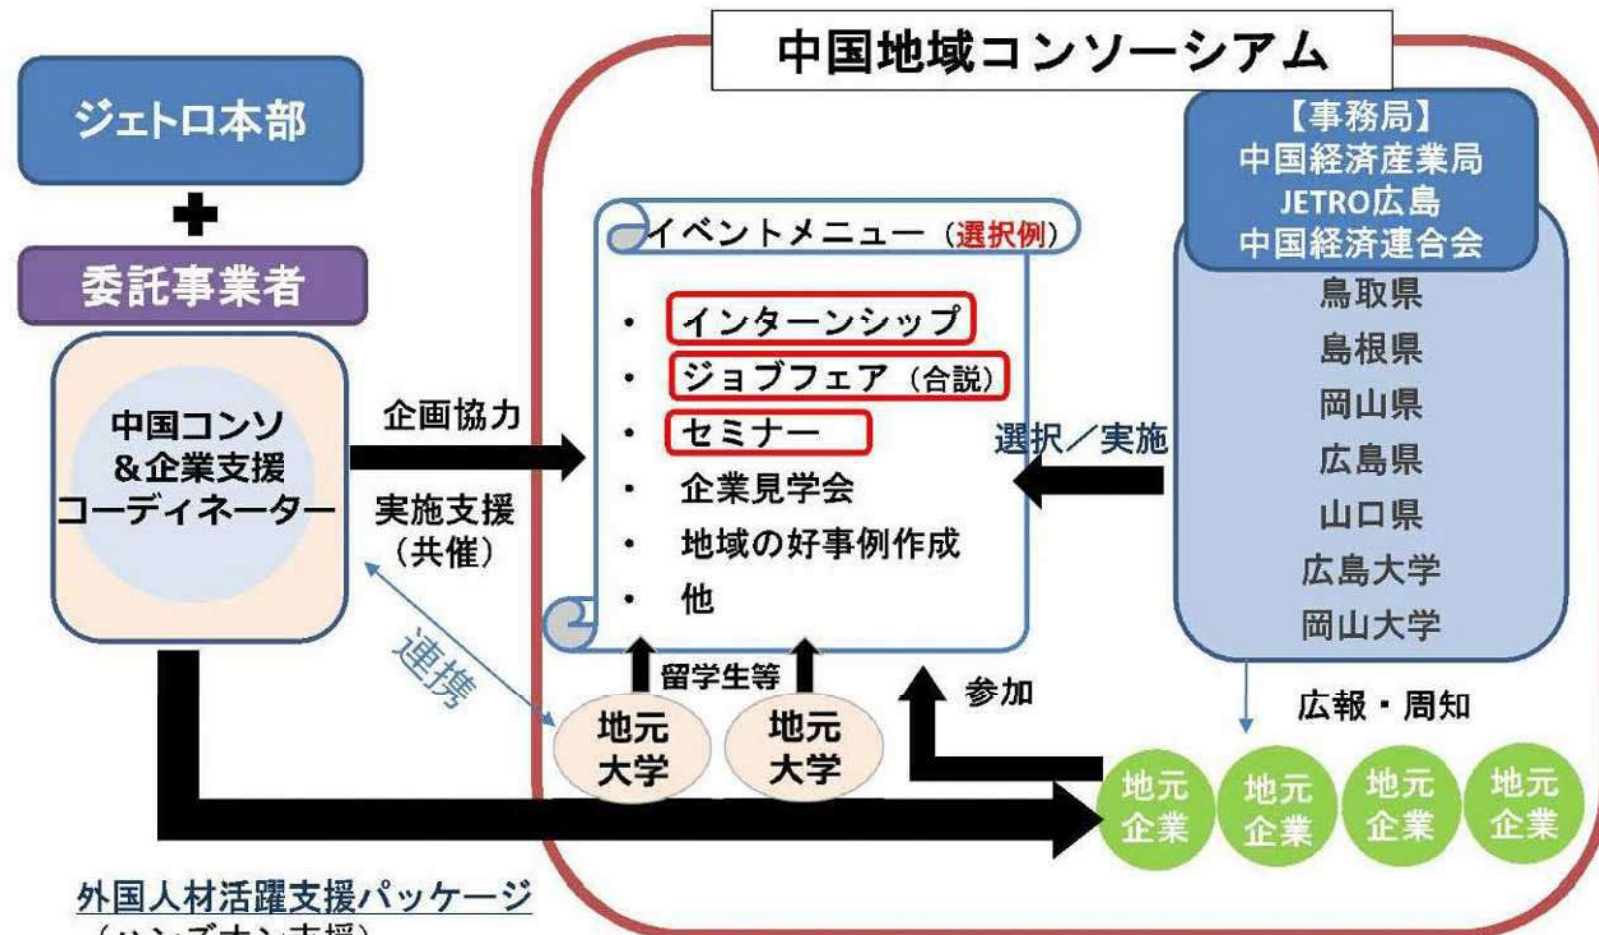 中国地域コンソーシアム
ジェトロ本部
委託事業者
中国コンソ
&企業支援
コーディネーター
企画協力
実施支援
（共催）
連携
イベントメニュー（選択例）
・ インターンシップ
・ ジョブフェア（合説）
・ セミナー
・ 企業見学会
・ 地域の好事例作成
・ 他
選択／実施
【事務局】
中国経済産業局
JETRO広島
中国経済連合会
鳥取県
島根県
岡山県
広島県
山口県
広島大学
岡山大学
留学生等
地元
大学
地元
大学
参加
広報・周知
地元
企業
地元
企業
地元
企業
地元
企業
外国人材活躍支援パッケージ
（ハンズオン支援）